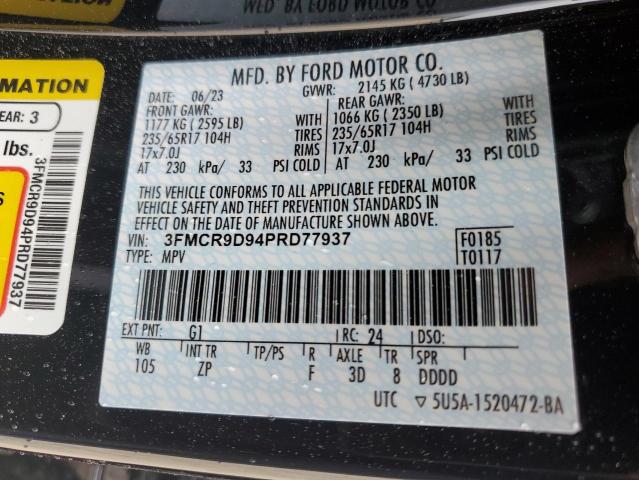 MFD. BY FORD MOTOR CO.
DATE: 06/23 GVWR: 2145 KG ( 4730 LB)
FRONT GAWR: REAR GAWR:
1177 KG ( 2595 LB) WITH 1066 KG ( 2350 LB) WITH
235/65R17 104H TIRES 235/65R17 104H TIRES
17x7.0J RIMS 17x7.0J RIMS
AT 230 kPa/ 33 PSI COLD AT 230 kPa/ 33 PSI COLD
THIS VEHICLE CONFORMS TO ALL APPLICABLE FEDERAL MOTOR
VEHICLE SAFETY AND THEFT PREVENTION STANDARDS IN
EFFECT ON THE DATE OF MANUFACTURE SHOWN ABOVE.
VIN: 3FMCR9D94PRD77937 F0185
TYPE: MPV T0117
EXT PNT: G1 RC: 24 DSO:
WB INT TR TP/PS R AXLE TR SPR
105 ZP F 3D 8 DDDD
UTC ▽ 5U5A-1520472-BA
MATION
EAR: 3
lbs.
3FMCR9D94PRD77937